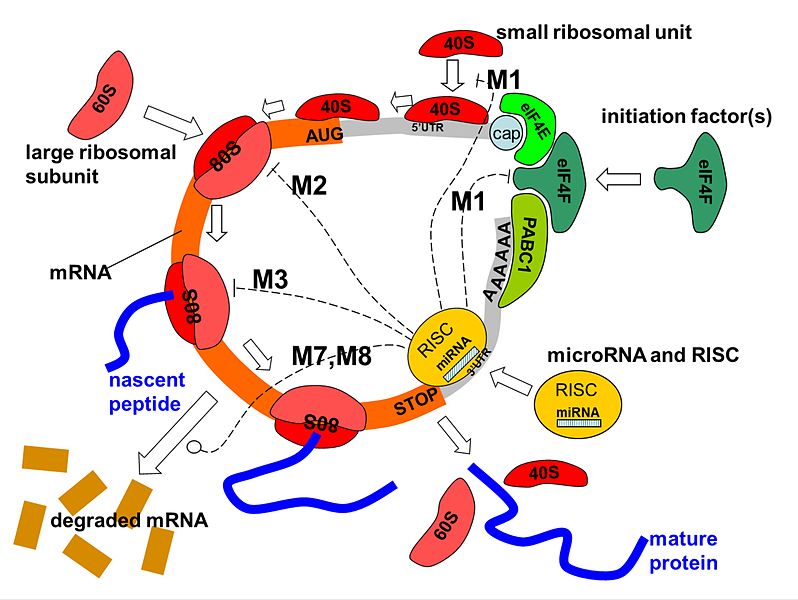 small ribosomal unit
40S
M1
60S
40S
40S
eIF4E
initiation factor(s)
AUG
5'UTR
cap
large ribosomal
subunit
80S
eIF4F
eIF4F
M2
M1
PABC1
AAAAAAA
mRNA
M3
80S
RISC
miRNA
3'UTR
M7,M8
microRNA and RISC
nascent
peptide
RISC
miRNA
STOP
80S
40S
60S
degraded mRNA
mature
protein